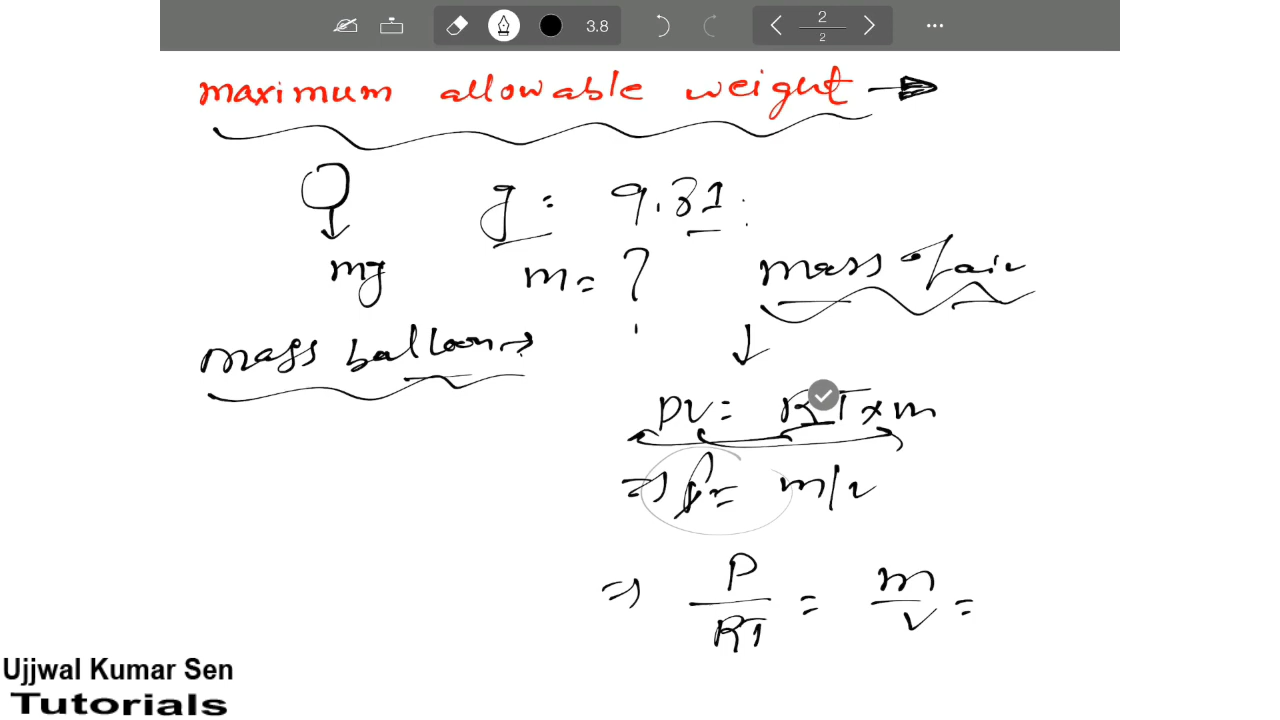 3.8
2
2
maximum allowable weight →
g = 9.81
mg
m = ?
mass of air
mass balloon →
PV = RT × m
⇒ ρ = m/v
⇒ P/RT = m/v =
Ujjwal Kumar Sen
Tutorials